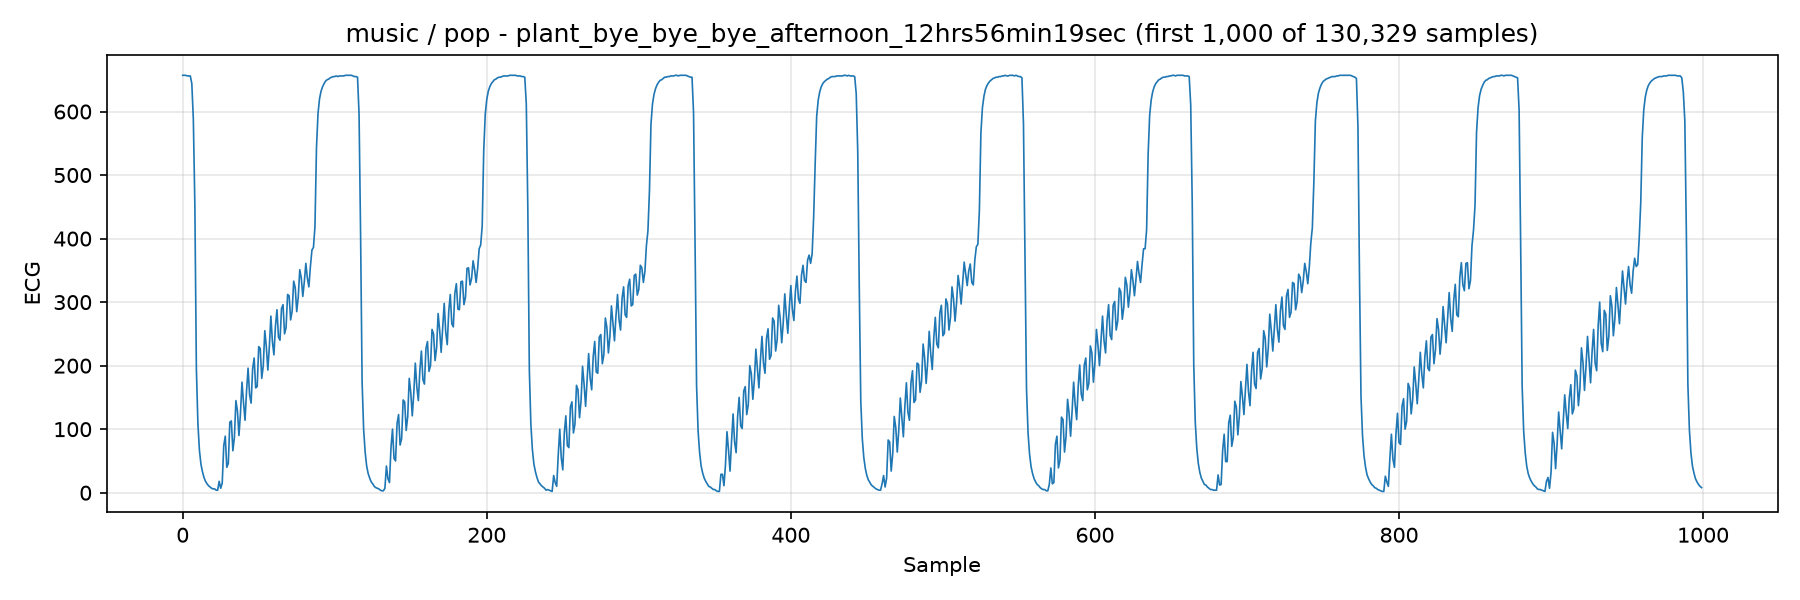 music / pop - plant_bye_bye_bye_afternoon_12hrs56min19sec (first 1,000 of 130,329 samples)
ECG
600
500
400
300
200
100
0
0 200 400 600 800 1000
Sample